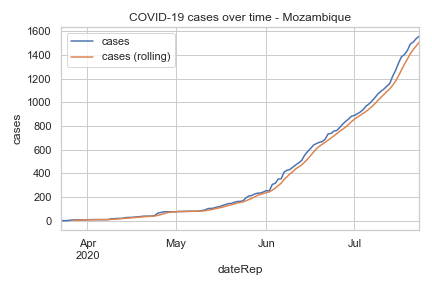 COVID-19 cases over time - Mozambique
cases
cases (rolling)
1600
1400
1200
1000
800
600
400
200
0
cases
Apr
2020
May
Jun
Jul
dateRep